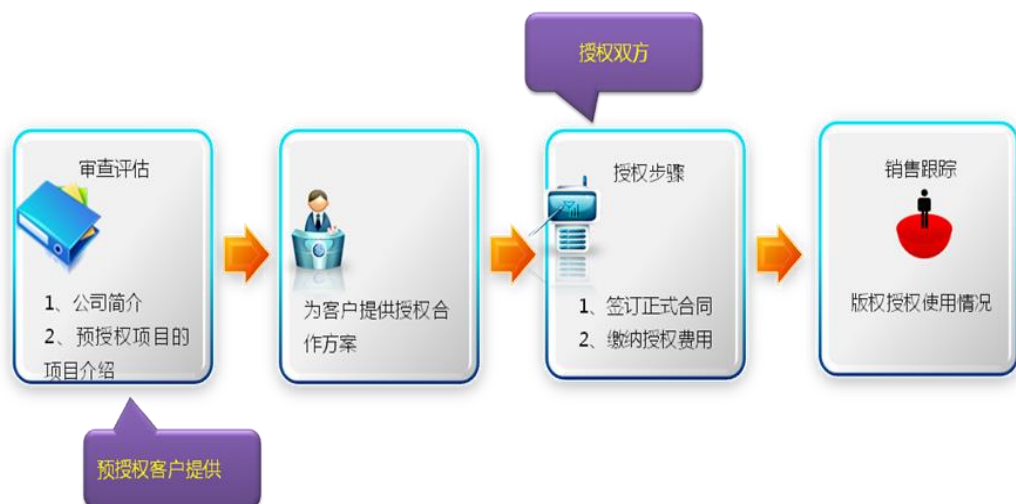 授权双方
审查评估
1、公司简介
2、预授权项目的
项目介绍
为客户提供授权合
作方案
授权步骤
1、签订正式合同
2、缴纳授权费用
销售跟踪
版权授权使用情况
预授权客户提供